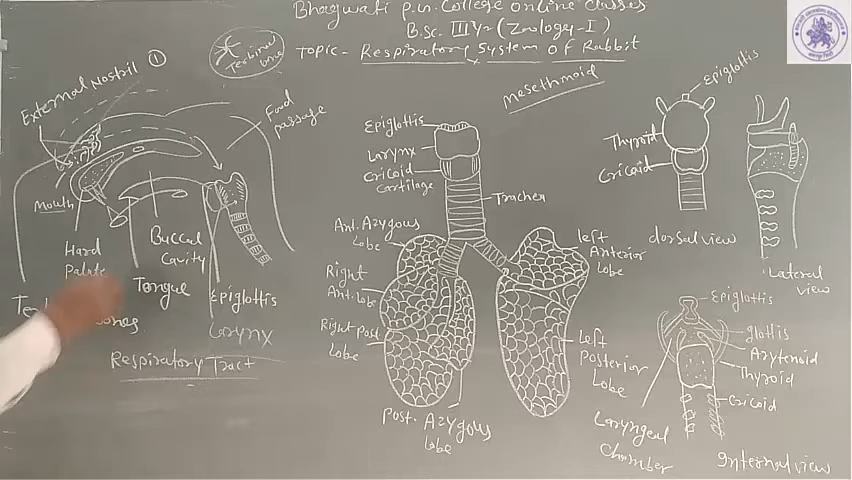 Bhagwati P.G. College online classes
B.Sc. III Yr (Zoology-I)
Topic- Respiratory System Of Rabbit
Terbinal
bone
External Nostril ①
Food
passage
Mouth
Hard
Palate
Buccal
Cavity
Tongue
Epiglottis
Larynx
Respiratory Tract
mesethmoid
Epiglottis
Larynx
Cricoid
Cartilage
Trachea
Ant. Azygous
Lobe
Right
Ant. Lobe
Right Post.
Lobe
Post. Azygous
Lobe
left
Anterior
Lobe
Left
Posterior
Lobe
Epiglottis
Thyroid
Cricoid
dorsal view
Lateral
view
Epiglottis
glottis
Arytenoid
Thyroid
Cricoid
Laryngeal
chamber
Internal view